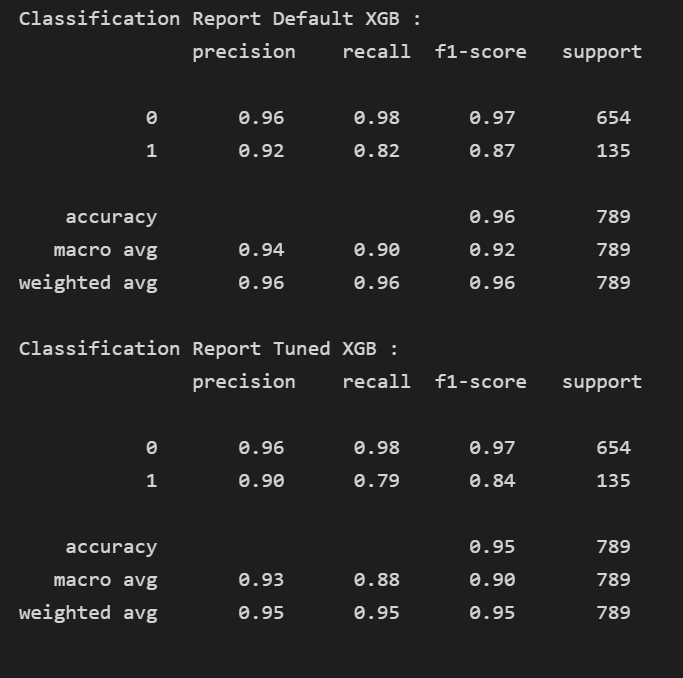 Classification Report Default XGB :
precision recall f1-score support
0 0.96 0.98 0.97 654
1 0.92 0.82 0.87 135
accuracy 0.96 789
macro avg 0.94 0.90 0.92 789
weighted avg 0.96 0.96 0.96 789
Classification Report Tuned XGB :
precision recall f1-score support
0 0.96 0.98 0.97 654
1 0.90 0.79 0.84 135
accuracy 0.95 789
macro avg 0.93 0.88 0.90 789
weighted avg 0.95 0.95 0.95 789